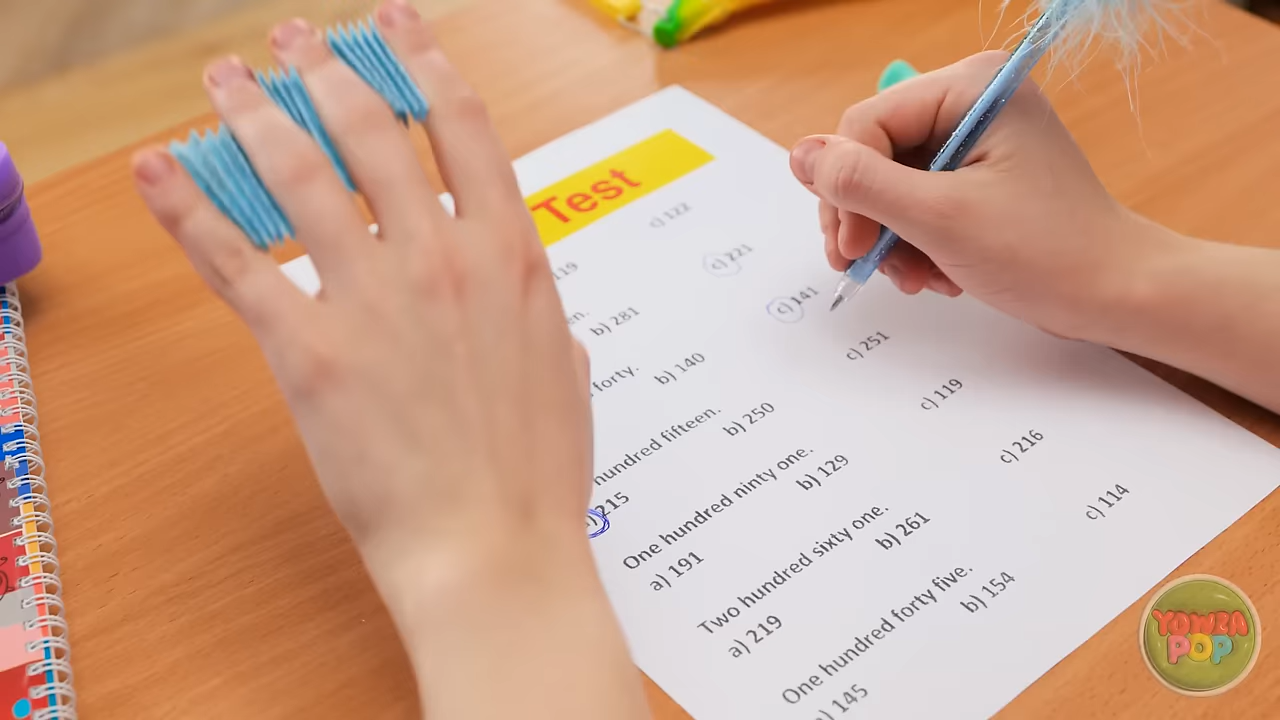 Test
c) 122
119 c) 221
en. b) 281 c) 141
forty. b) 140 c) 251
hundred fifteen.
215 b) 250 c) 119
One hundred ninty one.
a) 191 b) 129 c) 216
Two hundred sixty one.
a) 219 b) 261 c) 114
One hundred forty five.
a) 145 b) 154
YOWZA
POP